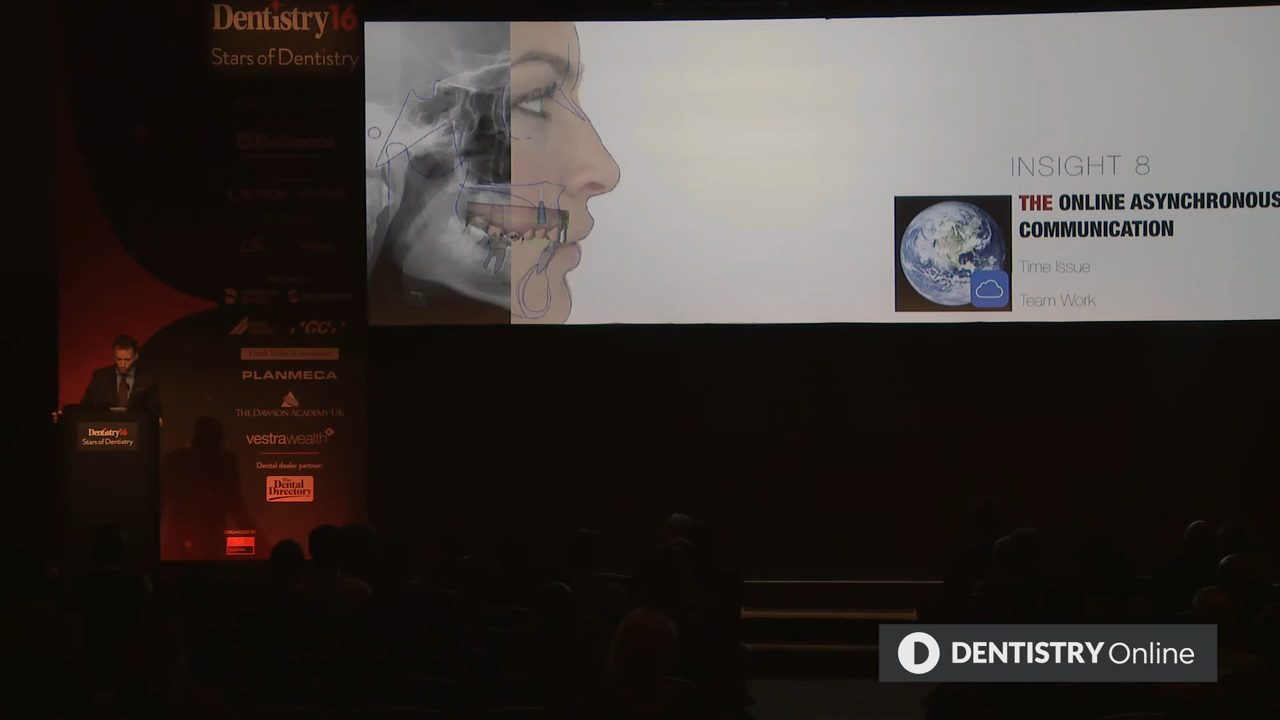 Dentistry16
Stars of Dentistry
INSIGHT 8
THE ONLINE ASYNCHRONOUS
COMMUNICATION
Time Issue
Team Work
GC
PLANMECA
THE DAWSON ACADEMY UK
vestrawealth
Dental dealer partner:
The
Dental
Directory
Dentistry16
Stars of Dentistry
DENTISTRY Online